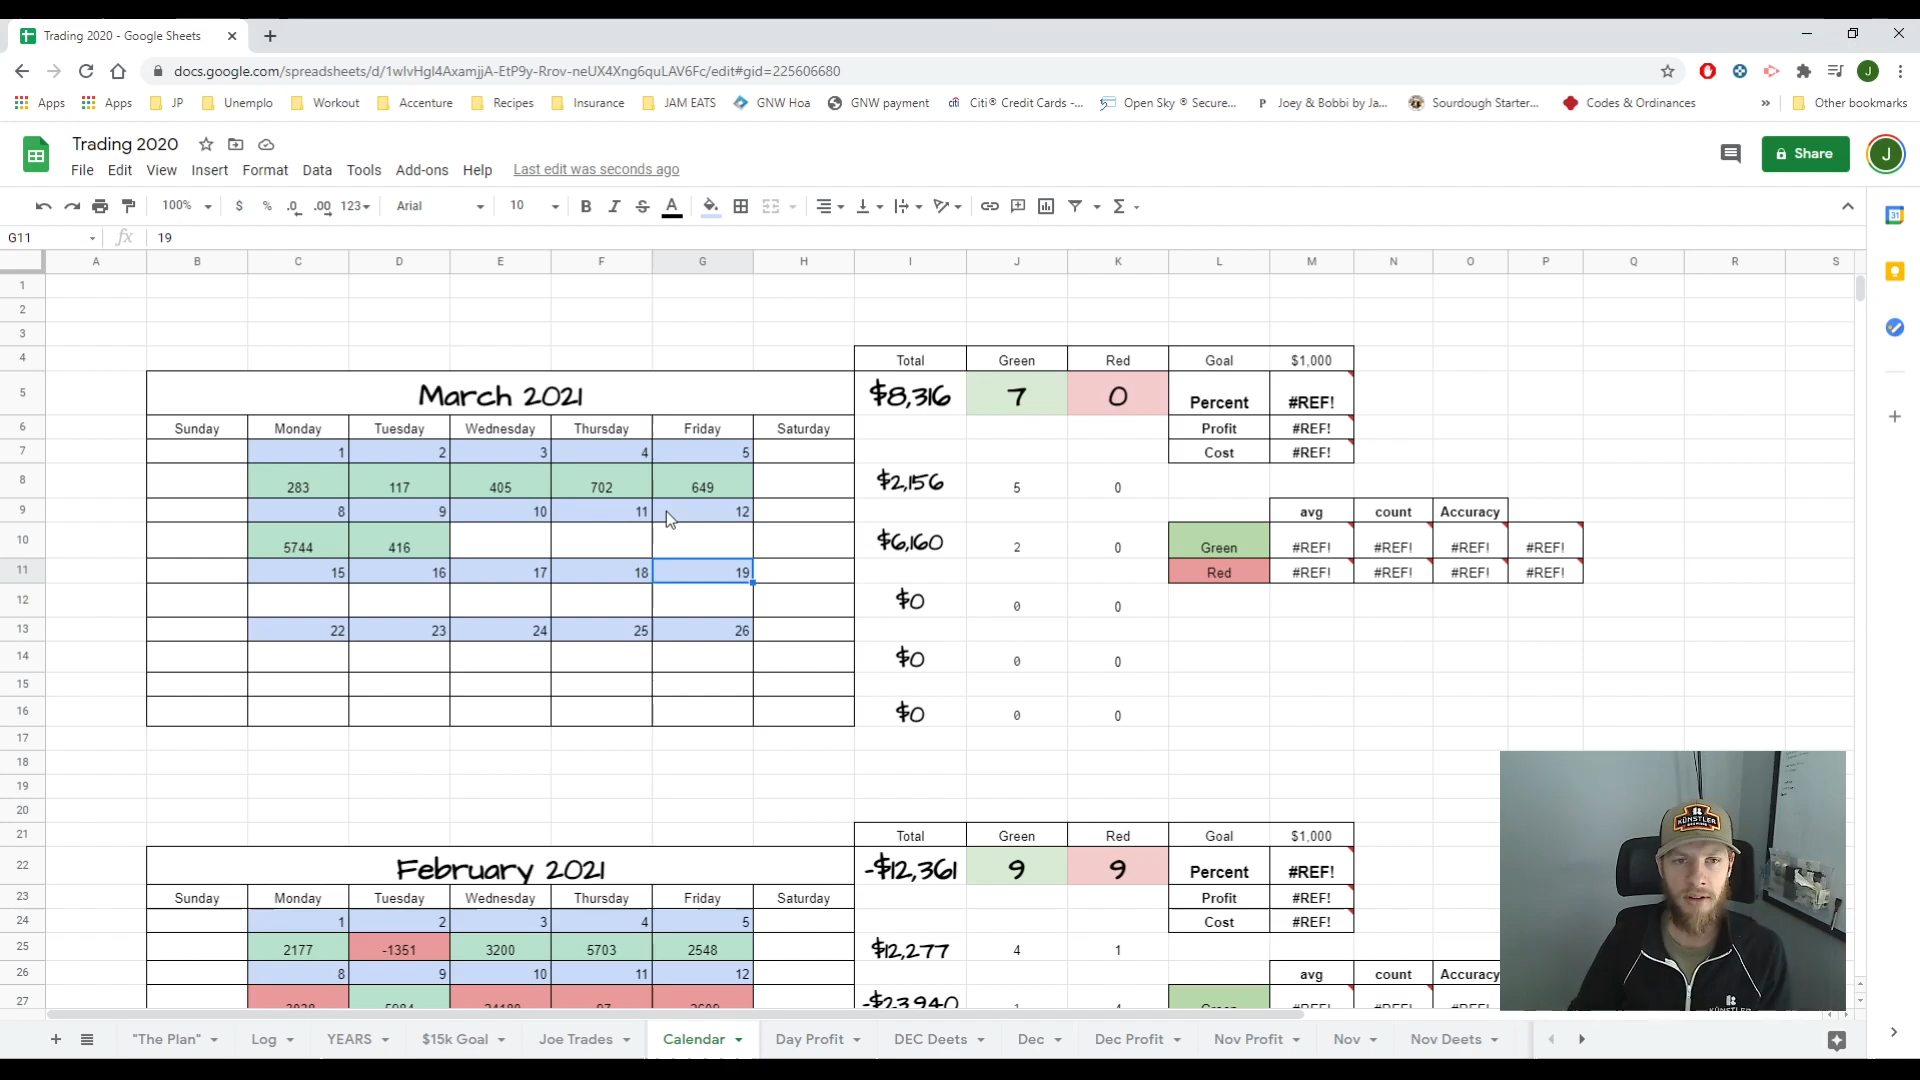 Trading 2020 - Google Sheets
docs.google.com/spreadsheets/d/1wIvHgI4AxamjjA-EtP9y-Rrov-neUX4Xng6quLAV6Fc/edit#gid=225606680
Apps Apps JP Unemplo Workout Accenture Recipes Insurance JAM EATS GNW Hoa GNW payment Citi® Credit Cards -... Open Sky ® Secure... Joey & Bobbi by Ja... Sourdough Starter... Codes & Ordinances » Other bookmarks
Trading 2020
Share
J
File Edit View Insert Format Data Tools Add-ons Help Last edit was seconds ago
100% $ % .0 .00 123 Arial 10 B I S A
G11 fx 19
A B C D E F G H I J K L M N O P Q R S
1
2
3
4 Total Green Red Goal $1,000
5 March 2021 $8,316 7 0 Percent #REF!
6 Sunday Monday Tuesday Wednesday Thursday Friday Saturday Profit #REF!
7 1 2 3 4 5 Cost #REF!
8 283 117 405 702 649 $2,156 5 0
9 8 9 10 11 12 avg count Accuracy
10 5744 416 $6,160 2 0 Green #REF! #REF! #REF! #REF!
11 15 16 17 18 19 Red #REF! #REF! #REF! #REF!
12 $0 0 0
13 22 23 24 25 26
14 $0 0 0
15
16 $0 0 0
17
18
19
20
21 Total Green Red Goal $1,000
22 February 2021 -$12,361 9 9 Percent #REF!
23 Sunday Monday Tuesday Wednesday Thursday Friday Saturday Profit #REF!
24 1 2 3 4 5 Cost #REF!
25 2177 -1351 3200 5703 2548 $12,277 4 1
26 8 9 10 11 12 avg count Accuracy
27 -$23,940
KÜNSTLER
"The Plan" Log YEARS $15k Goal Joe Trades Calendar Day Profit DEC Deets Dec Dec Profit Nov Profit Nov Nov Deets